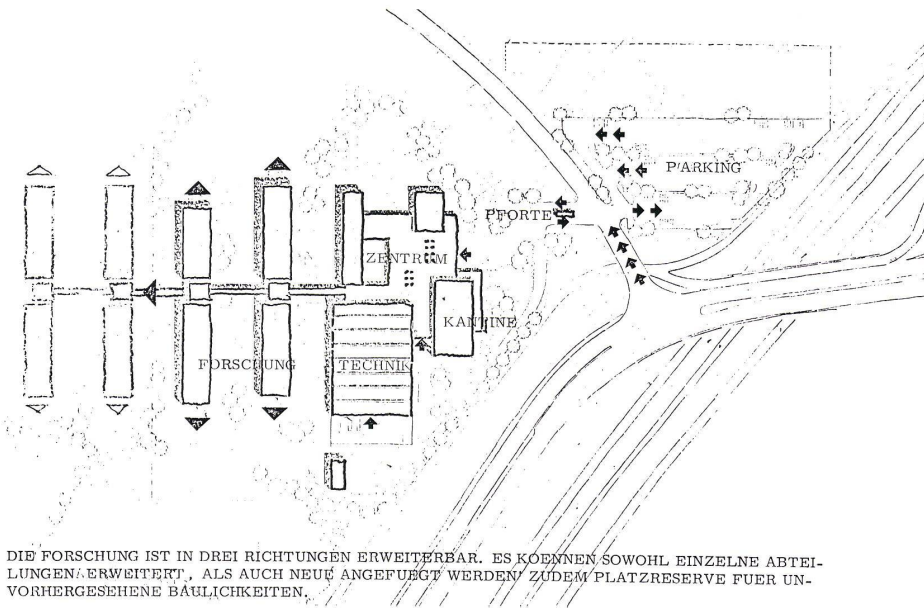 PARKING
PFORTE
ZENTRUM
KANTINE
FORSCHUNG
TECHNIK
DIE FORSCHUNG IST IN DREI RICHTUNGEN ERWEITERBAR. ES KOENNEN SOWOHL EINZELNE ABTEI-
LUNGEN ERWEITERT, ALS AUCH NEUE ANGEFUEGT WERDEN. ZUDEM PLATZRESERVE FUER UN-
VORHERGESEHENE BAULICHKEITEN.